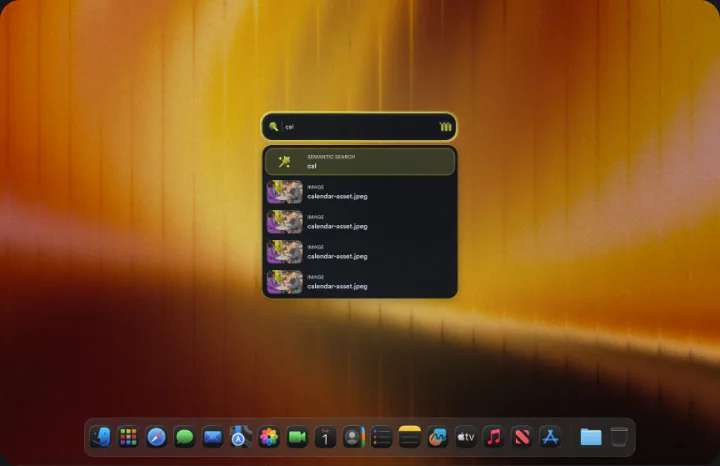 cal
SEMANTIC SEARCH
cal
IMAGE
calendar-asset.jpeg
IMAGE
calendar-asset.jpeg
IMAGE
calendar-asset.jpeg
IMAGE
calendar-asset.jpeg
1
tv